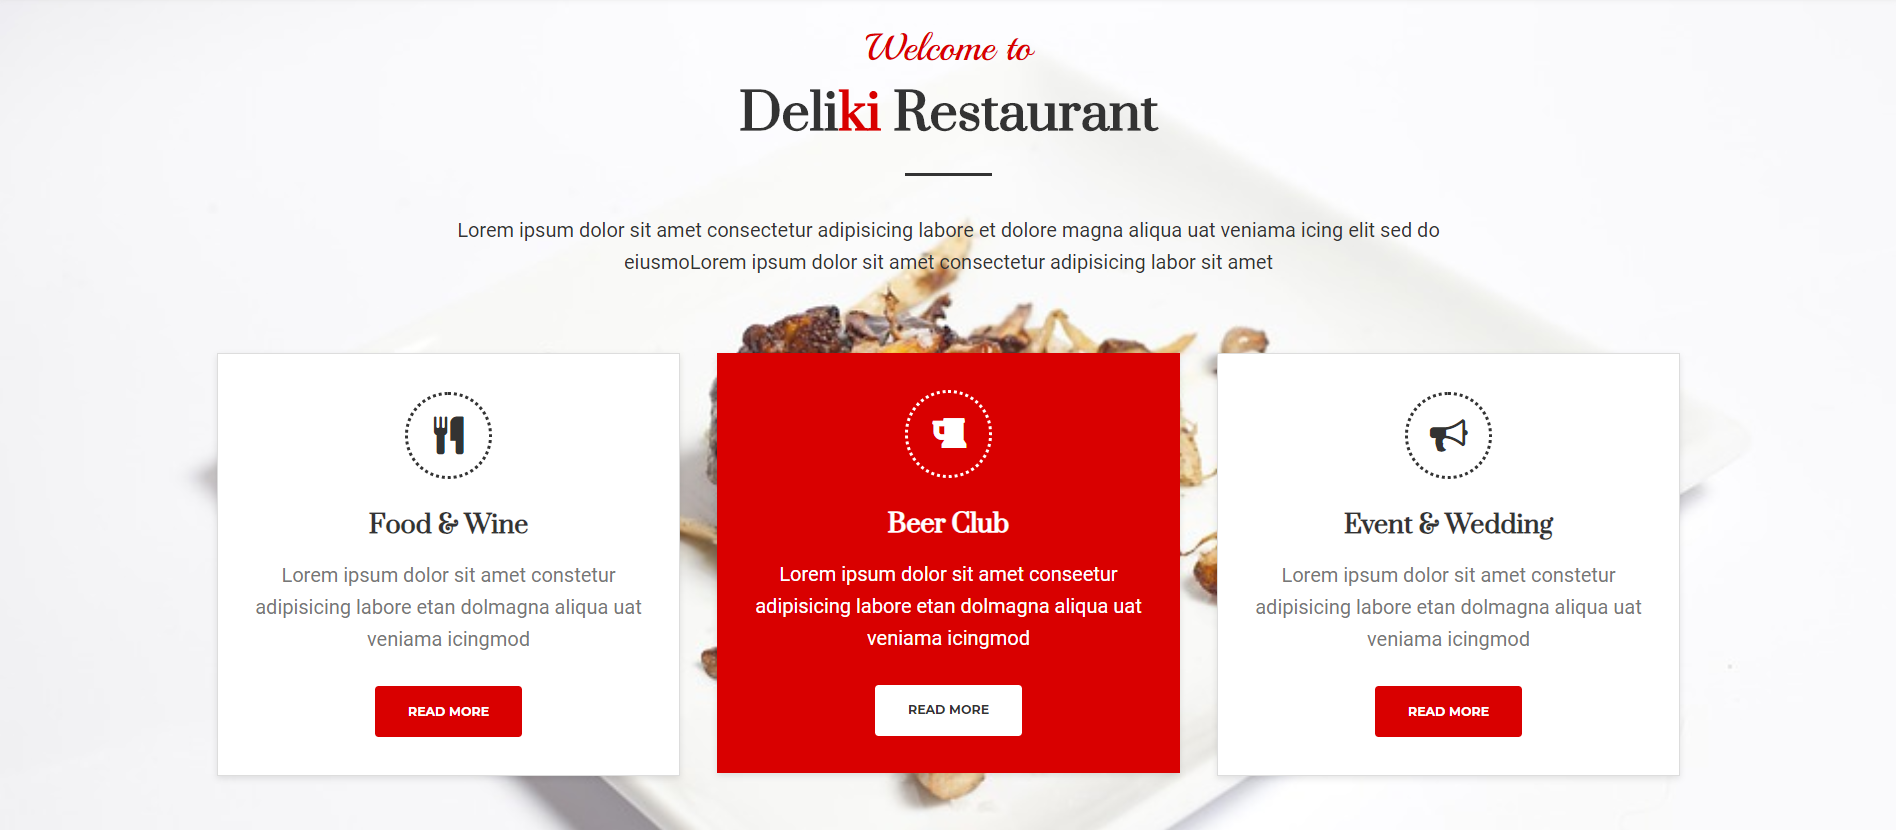 Welcome to
Deliki Restaurant
Lorem ipsum dolor sit amet consectetur adipisicing labore et dolore magna aliqua uat veniama icing elit sed do
eiusmoLorem ipsum dolor sit amet consectetur adipisicing labor sit amet
Food & Wine
Lorem ipsum dolor sit amet constetur
adipisicing labore etan dolmagna aliqua uat
veniama icingmod
READ MORE
Beer Club
Lorem ipsum dolor sit amet conseetur
adipisicing labore etan dolmagna aliqua uat
veniama icingmod
READ MORE
Event & Wedding
Lorem ipsum dolor sit amet constetur
adipisicing labore etan dolmagna aliqua uat
veniama icingmod
READ MORE